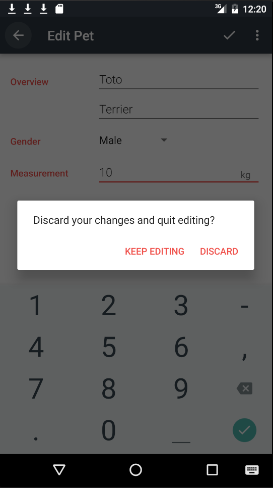 3G 12:20
Edit Pet
Overview Toto
Terrier
Gender Male
Measurement 10 kg
Discard your changes and quit editing?
KEEP EDITING DISCARD
1 2 3 -
4 5 6 ,
7 8 9
. 0 _